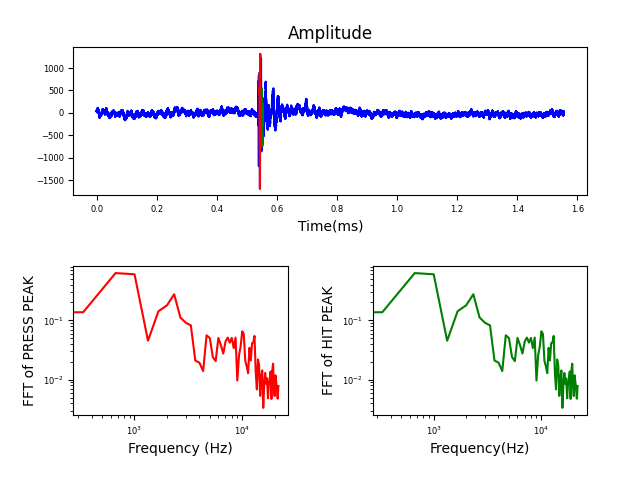 Amplitude
1000
500
0
−500
−1000
−1500
0.0 0.2 0.4 0.6 0.8 1.0 1.2 1.4 1.6
Time(ms)
FFT of PRESS PEAK
10⁻¹
10⁻²
10³ 10⁴
Frequency (Hz)
FFT of HIT PEAK
10⁻¹
10⁻²
10³ 10⁴
Frequency(Hz)